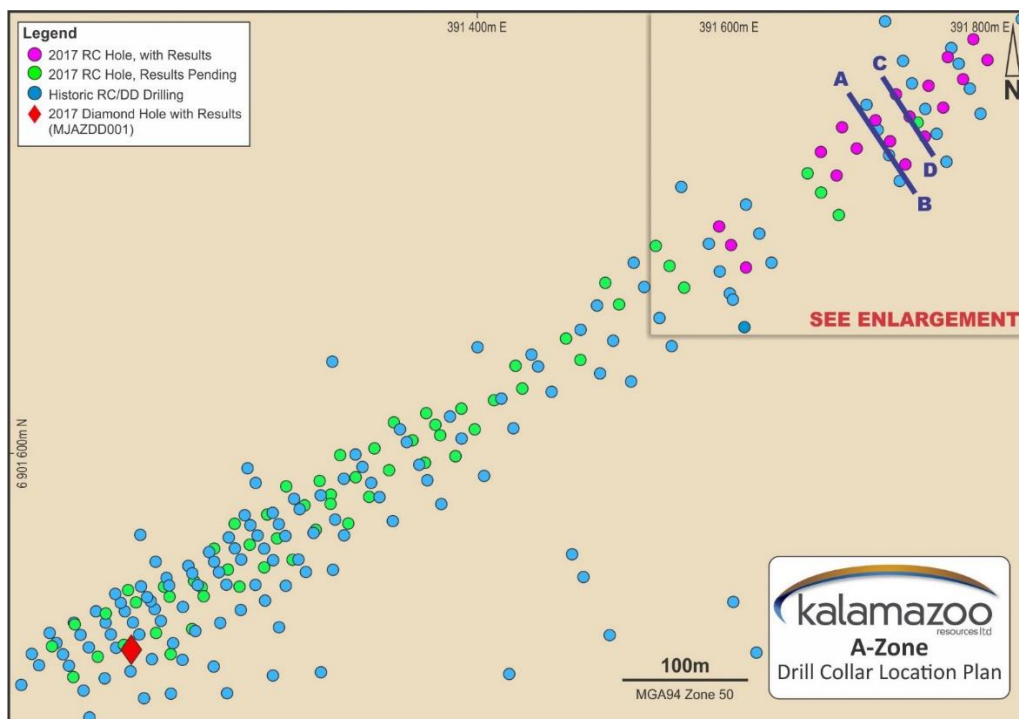 391 400m E
391 600m E
391 800m E
Legend
2017 RC Hole, with Results
2017 RC Hole, Results Pending
Historic RC/DD Drilling
2017 Diamond Hole with Results
(MJAZDD001)
A
C
N
D
B
SEE ENLARGEMENT
6 901 600m N
100m
MGA94 Zone 50
kalamazoo
resources ltd
A-Zone
Drill Collar Location Plan